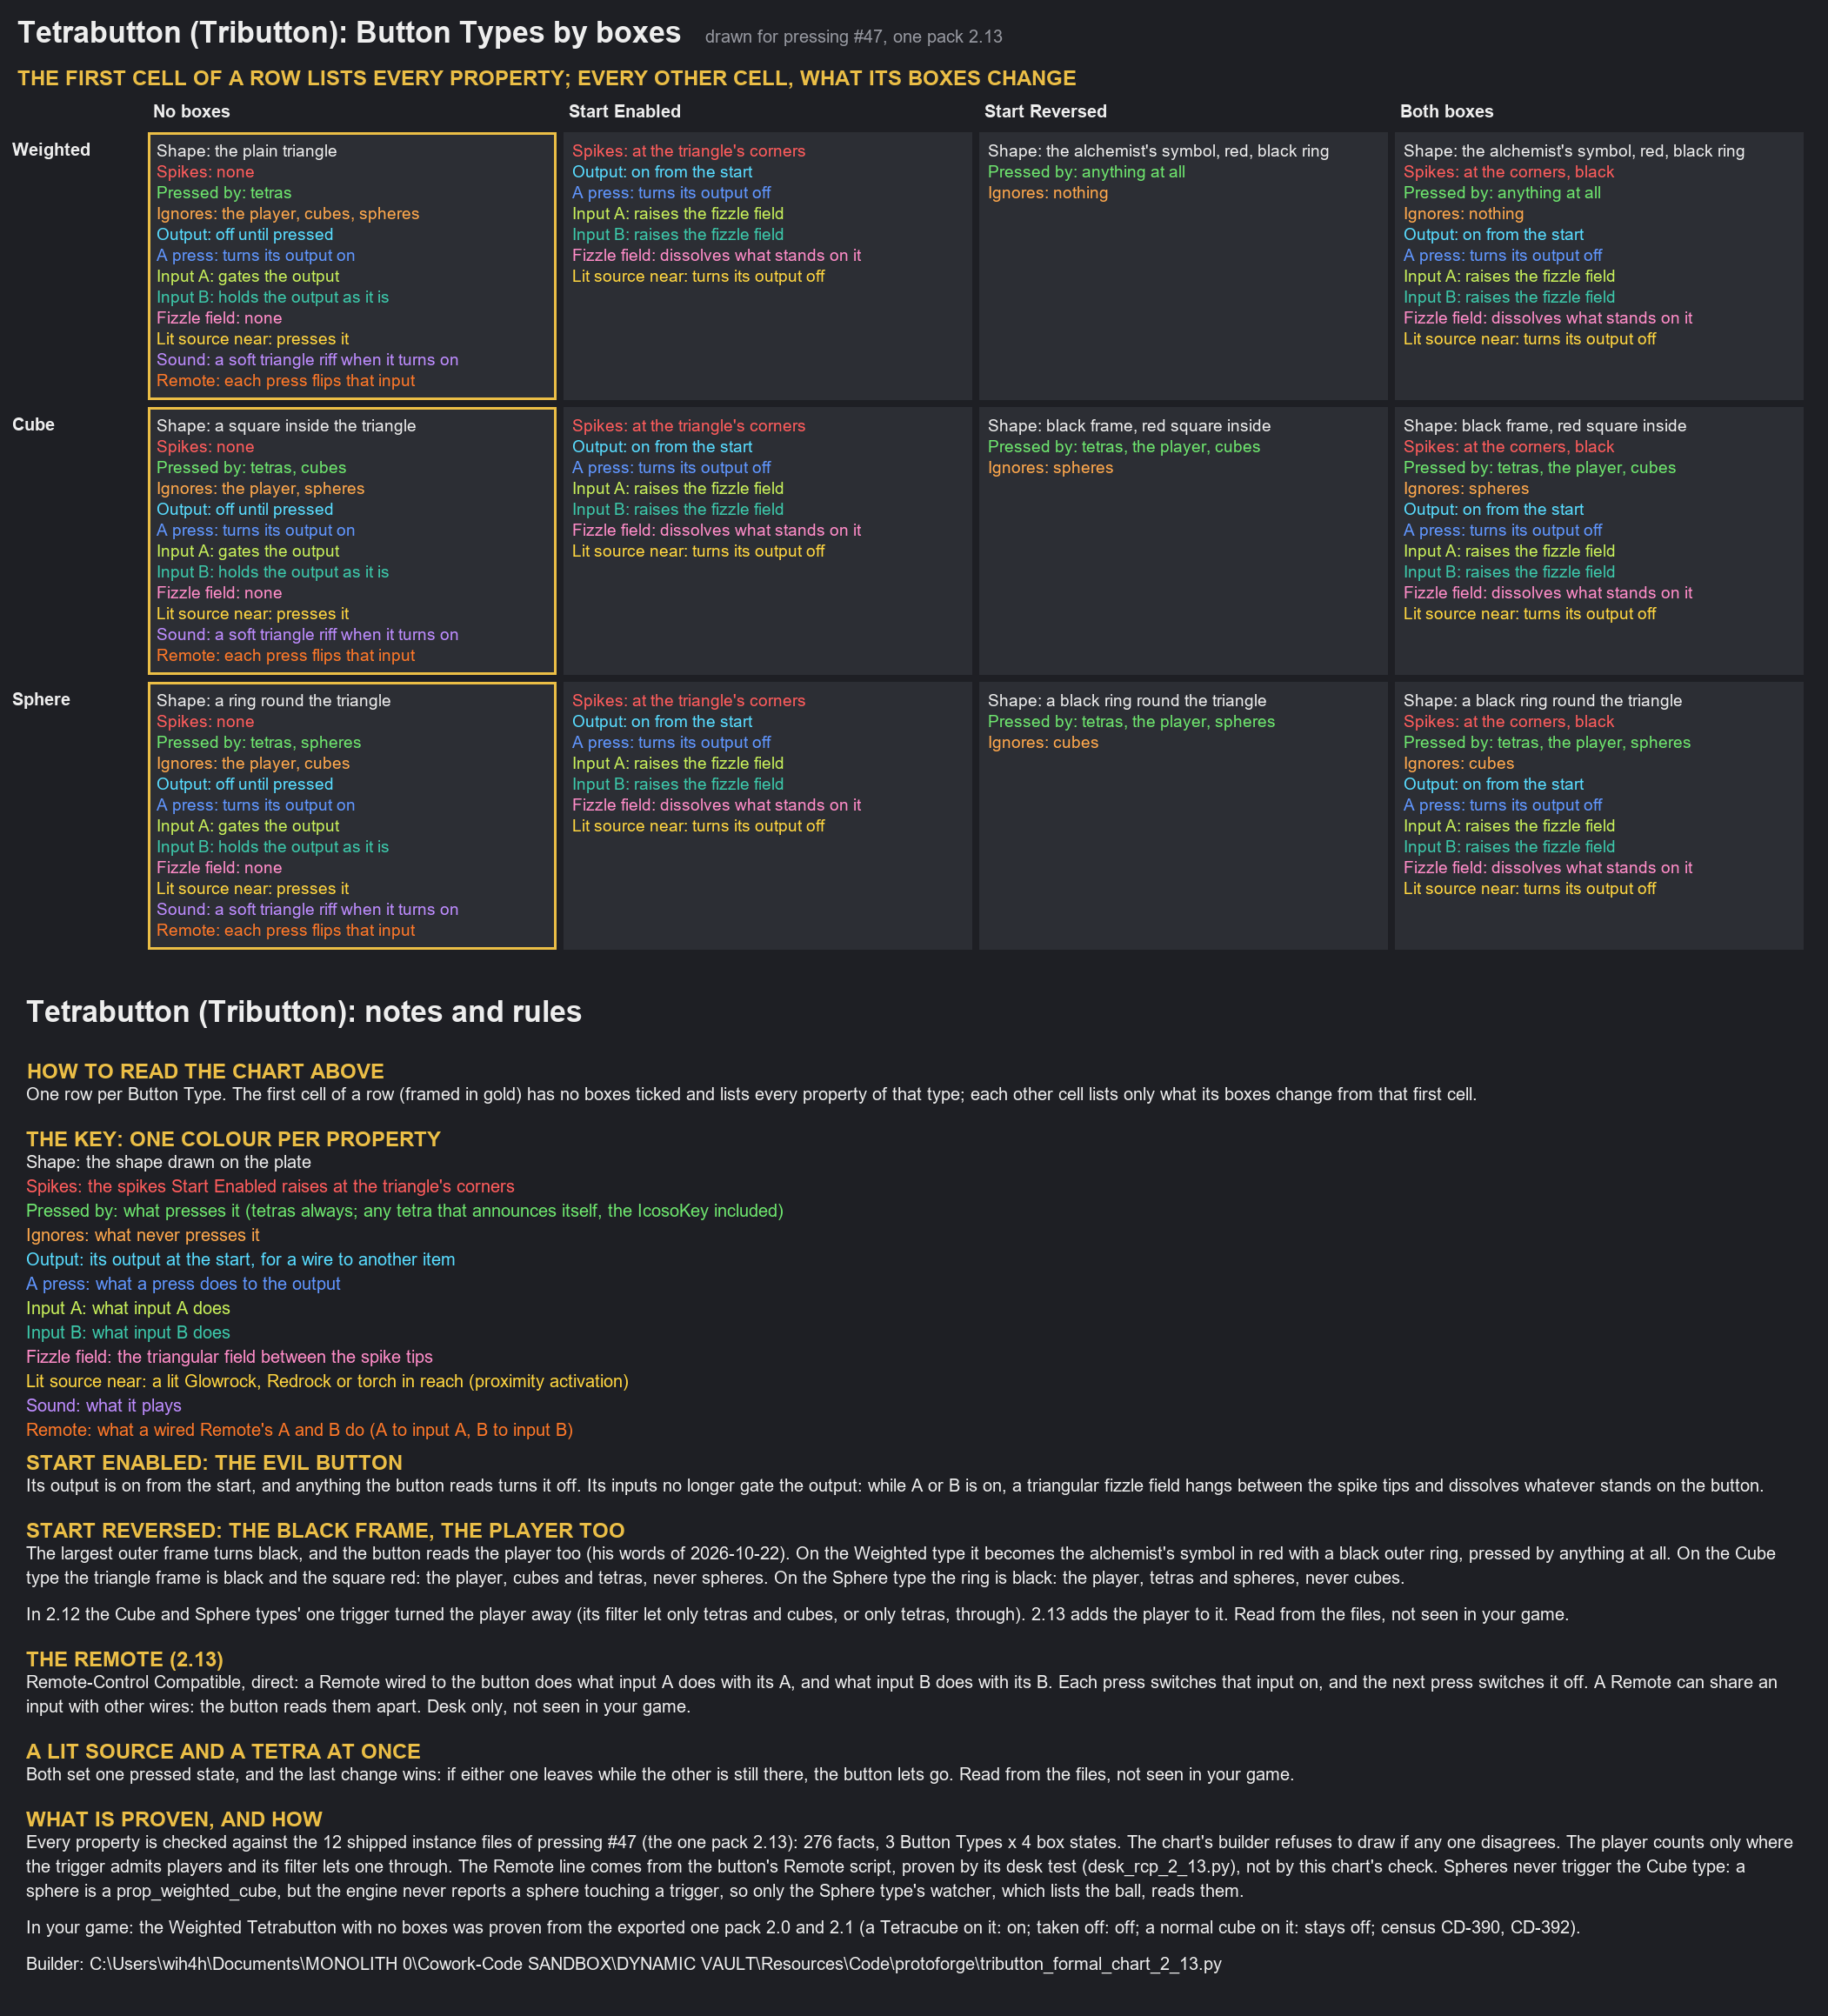 Tetrabutton (Tributton): Button Types by boxes drawn for pressing #47, one pack 2.13
THE FIRST CELL OF A ROW LISTS EVERY PROPERTY; EVERY OTHER CELL, WHAT ITS BOXES CHANGE
No boxes
Start Enabled
Start Reversed
Both boxes
Weighted
Shape: the plain triangle
Spikes: none
Pressed by: tetras
Ignores: the player, cubes, spheres
Output: off until pressed
A press: turns its output on
Input A: gates the output
Input B: holds the output as it is
Fizzle field: none
Lit source near: presses it
Sound: a soft triangle riff when it turns on
Remote: each press flips that input
Spikes: at the triangle's corners
Output: on from the start
A press: turns its output off
Input A: raises the fizzle field
Input B: raises the fizzle field
Fizzle field: dissolves what stands on it
Lit source near: turns its output off
Shape: the alchemist's symbol, red, black ring
Pressed by: anything at all
Ignores: nothing
Shape: the alchemist's symbol, red, black ring
Spikes: at the corners, black
Pressed by: anything at all
Ignores: nothing
Output: on from the start
A press: turns its output off
Input A: raises the fizzle field
Input B: raises the fizzle field
Fizzle field: dissolves what stands on it
Lit source near: turns its output off
Cube
Shape: a square inside the triangle
Spikes: none
Pressed by: tetras, cubes
Ignores: the player, spheres
Output: off until pressed
A press: turns its output on
Input A: gates the output
Input B: holds the output as it is
Fizzle field: none
Lit source near: presses it
Sound: a soft triangle riff when it turns on
Remote: each press flips that input
Spikes: at the triangle's corners
Output: on from the start
A press: turns its output off
Input A: raises the fizzle field
Input B: raises the fizzle field
Fizzle field: dissolves what stands on it
Lit source near: turns its output off
Shape: black frame, red square inside
Pressed by: tetras, the player, cubes
Ignores: spheres
Shape: black frame, red square inside
Spikes: at the corners, black
Pressed by: tetras, the player, cubes
Ignores: spheres
Output: on from the start
A press: turns its output off
Input A: raises the fizzle field
Input B: raises the fizzle field
Fizzle field: dissolves what stands on it
Lit source near: turns its output off
Sphere
Shape: a ring round the triangle
Spikes: none
Pressed by: tetras, spheres
Ignores: the player, cubes
Output: off until pressed
A press: turns its output on
Input A: gates the output
Input B: holds the output as it is
Fizzle field: none
Lit source near: presses it
Sound: a soft triangle riff when it turns on
Remote: each press flips that input
Spikes: at the triangle's corners
Output: on from the start
A press: turns its output off
Input A: raises the fizzle field
Input B: raises the fizzle field
Fizzle field: dissolves what stands on it
Lit source near: turns its output off
Shape: a black ring round the triangle
Pressed by: tetras, the player, spheres
Ignores: cubes
Shape: a black ring round the triangle
Spikes: at the corners, black
Pressed by: tetras, the player, spheres
Ignores: cubes
Output: on from the start
A press: turns its output off
Input A: raises the fizzle field
Input B: raises the fizzle field
Fizzle field: dissolves what stands on it
Lit source near: turns its output off
Tetrabutton (Tributton): notes and rules
HOW TO READ THE CHART ABOVE
One row per Button Type. The first cell of a row (framed in gold) has no boxes ticked and lists every property of that type; each other cell lists only what its boxes change from that first cell.
THE KEY: ONE COLOUR PER PROPERTY
Shape: the shape drawn on the plate
Spikes: the spikes Start Enabled raises at the triangle's corners
Pressed by: what presses it (tetras always; any tetra that announces itself, the IcosoKey included)
Ignores: what never presses it
Output: its output at the start, for a wire to another item
A press: what a press does to the output
Input A: what input A does
Input B: what input B does
Fizzle field: the triangular field between the spike tips
Lit source near: a lit Glowrock, Redrock or torch in reach (proximity activation)
Sound: what it plays
Remote: what a wired Remote's A and B do (A to input A, B to input B)
START ENABLED: THE EVIL BUTTON
Its output is on from the start, and anything the button reads turns it off. Its inputs no longer gate the output: while A or B is on, a triangular fizzle field hangs between the spike tips and dissolves whatever stands on the button.
START REVERSED: THE BLACK FRAME, THE PLAYER TOO
The largest outer frame turns black, and the button reads the player too (his words of 2026-10-22). On the Weighted type it becomes the alchemist's symbol in red with a black outer ring, pressed by anything at all. On the Cube
type the triangle frame is black and the square red: the player, cubes and tetras, never spheres. On the Sphere type the ring is black: the player, tetras and spheres, never cubes.
In 2.12 the Cube and Sphere types' one trigger turned the player away (its filter let only tetras and cubes, or only tetras, through). 2.13 adds the player to it. Read from the files, not seen in your game.
THE REMOTE (2.13)
Remote-Control Compatible, direct: a Remote wired to the button does what input A does with its A, and what input B does with its B. Each press switches that input on, and the next press switches it off. A Remote can share an
input with other wires: the button reads them apart. Desk only, not seen in your game.
A LIT SOURCE AND A TETRA AT ONCE
Both set one pressed state, and the last change wins: if either one leaves while the other is still there, the button lets go. Read from the files, not seen in your game.
WHAT IS PROVEN, AND HOW
Every property is checked against the 12 shipped instance files of pressing #47 (the one pack 2.13): 276 facts, 3 Button Types x 4 box states. The chart's builder refuses to draw if any one disagrees. The player counts only where
the trigger admits players and its filter lets one through. The Remote line comes from the button's Remote script, proven by its desk test (desk_rcp_2_13.py), not by this chart's check. Spheres never trigger the Cube type: a
sphere is a prop_weighted_cube, but the engine never reports a sphere touching a trigger, so only the Sphere type's watcher, which lists the ball, reads them.
In your game: the Weighted Tetrabutton with no boxes was proven from the exported one pack 2.0 and 2.1 (a Tetracube on it: on; taken off: off; a normal cube on it: stays off; census CD-390, CD-392).
Builder: C:\Users\wih4h\Documents\MONOLITH 0\Cowork-Code SANDBOX\DYNAMIC VAULT\Resources\Code\protoforge\tributton_formal_chart_2_13.py